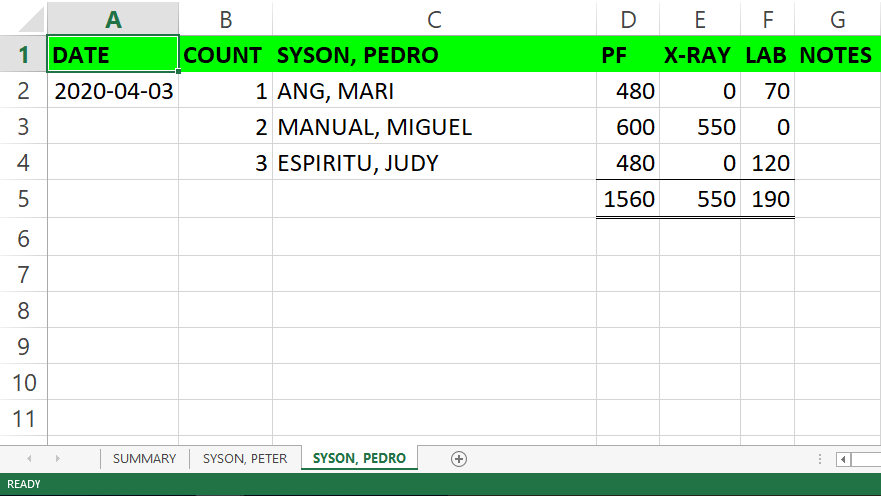 A B C D E F G
1 DATE COUNT SYSON, PEDRO PF X-RAY LAB NOTES
2 2020-04-03 1 ANG, MARI 480 0 70
3 2 MANUAL, MIGUEL 600 550 0
4 3 ESPIRITU, JUDY 480 0 120
5 1560 550 190
6
7
8
9
10
11
SUMMARY SYSON, PETER SYSON, PEDRO
READY